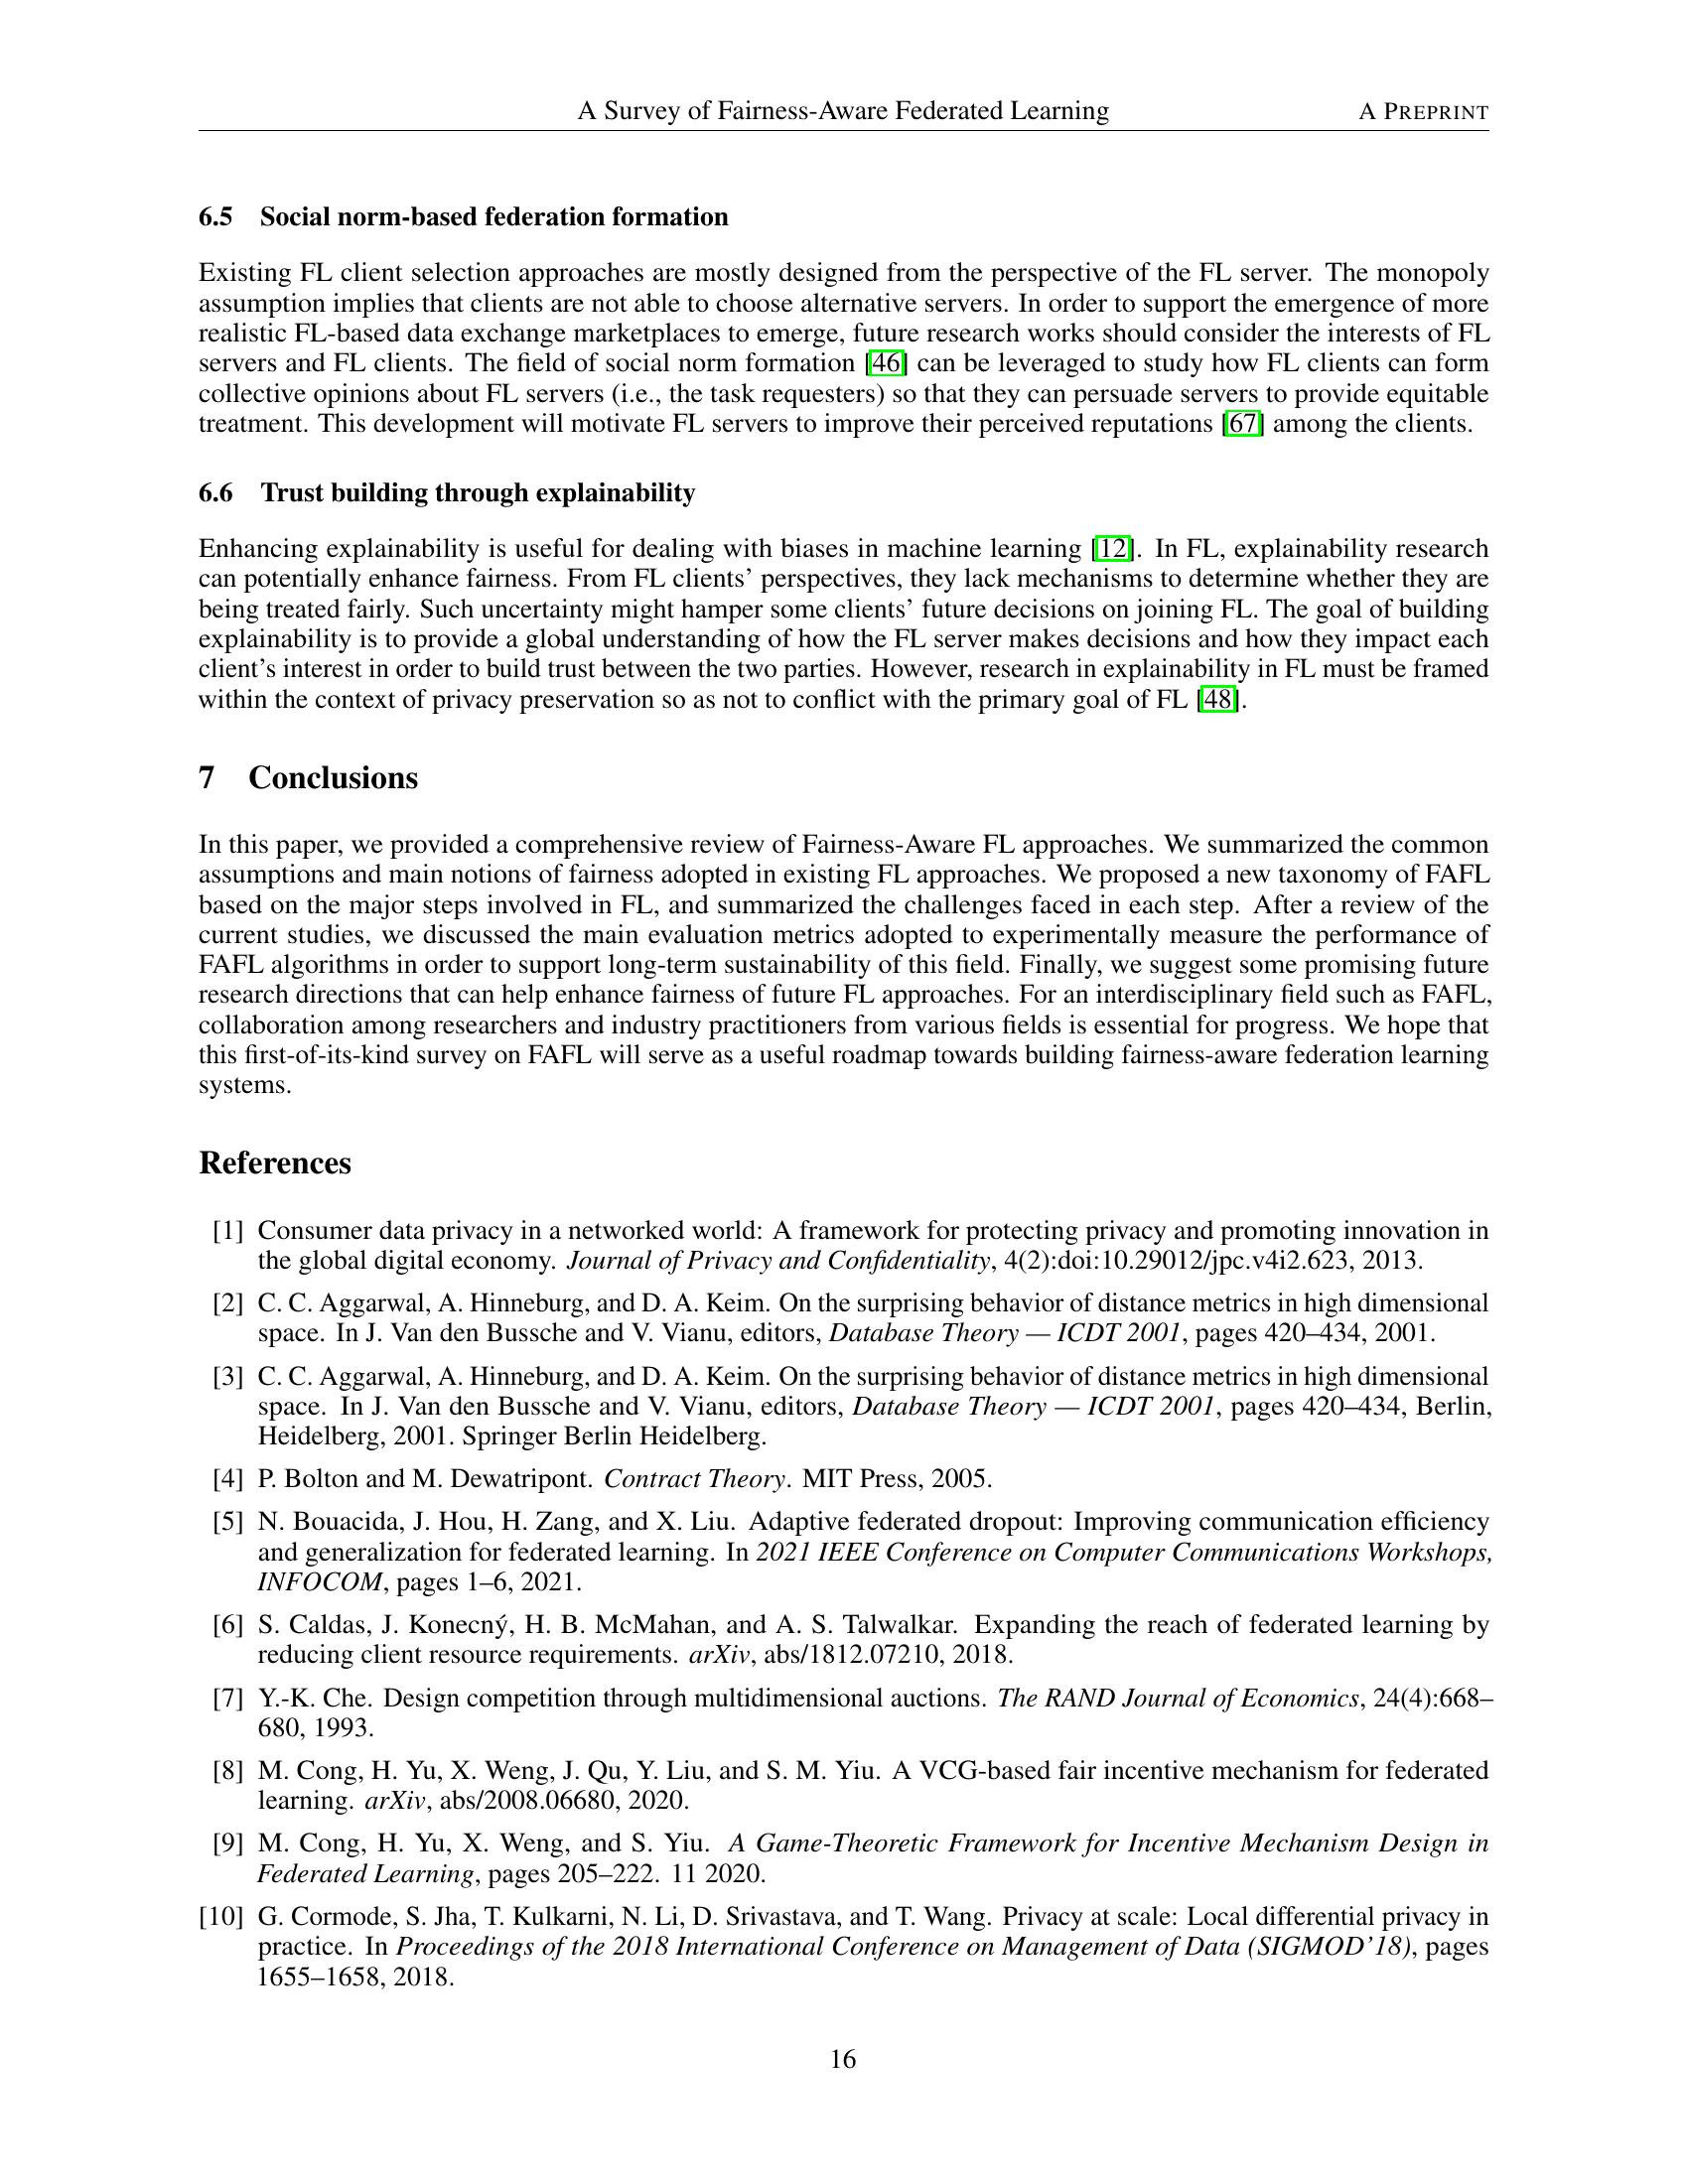 A Survey of Fairness-Aware Federated Learning
A PREPRINT
6.5 Social norm-based federation formation
Existing FL client selection approaches are mostly designed from the perspective of the FL server. The monopoly
assumption implies that clients are not able to choose alternative servers. In order to support the emergence of more
realistic FL-based data exchange marketplaces to emerge, future research works should consider the interests of FL
servers and FL clients. The field of social norm formation [46] can be leveraged to study how FL clients can form
collective opinions about FL servers (i.e., the task requesters) so that they can persuade servers to provide equitable
treatment. This development will motivate FL servers to improve their perceived reputations [67] among the clients.
6.6 Trust building through explainability
Enhancing explainability is useful for dealing with biases in machine learning [12]. In FL, explainability research
can potentially enhance fairness. From FL clients' perspectives, they lack mechanisms to determine whether they are
being treated fairly. Such uncertainty might hamper some clients' future decisions on joining FL. The goal of building
explainability is to provide a global understanding of how the FL server makes decisions and how they impact each
client's interest in order to build trust between the two parties. However, research in explainability in FL must be framed
within the context of privacy preservation so as not to conflict with the primary goal of FL [48].
7 Conclusions
In this paper, we provided a comprehensive review of Fairness-Aware FL approaches. We summarized the common
assumptions and main notions of fairness adopted in existing FL approaches. We proposed a new taxonomy of FAFL
based on the major steps involved in FL, and summarized the challenges faced in each step. After a review of the
current studies, we discussed the main evaluation metrics adopted to experimentally measure the performance of
FAFL algorithms in order to support long-term sustainability of this field. Finally, we suggest some promising future
research directions that can help enhance fairness of future FL approaches. For an interdisciplinary field such as FAFL,
collaboration among researchers and industry practitioners from various fields is essential for progress. We hope that
this first-of-its-kind survey on FAFL will serve as a useful roadmap towards building fairness-aware federation learning
systems.
References
[1] Consumer data privacy in a networked world: A framework for protecting privacy and promoting innovation in
the global digital economy. Journal of Privacy and Confidentiality, 4(2):doi:10.29012/jpc.v4i2.623, 2013.
[2] C. C. Aggarwal, A. Hinneburg, and D. A. Keim. On the surprising behavior of distance metrics in high dimensional
space. In J. Van den Bussche and V. Vianu, editors, Database Theory — ICDT 2001, pages 420–434, 2001.
[3] C. C. Aggarwal, A. Hinneburg, and D. A. Keim. On the surprising behavior of distance metrics in high dimensional
space. In J. Van den Bussche and V. Vianu, editors, Database Theory — ICDT 2001, pages 420–434, Berlin,
Heidelberg, 2001. Springer Berlin Heidelberg.
[4] P. Bolton and M. Dewatripont. Contract Theory. MIT Press, 2005.
[5] N. Bouacida, J. Hou, H. Zang, and X. Liu. Adaptive federated dropout: Improving communication efficiency
and generalization for federated learning. In 2021 IEEE Conference on Computer Communications Workshops,
INFOCOM, pages 1–6, 2021.
[6] S. Caldas, J. Konecný, H. B. McMahan, and A. S. Talwalkar. Expanding the reach of federated learning by
reducing client resource requirements. arXiv, abs/1812.07210, 2018.
[7] Y.-K. Che. Design competition through multidimensional auctions. The RAND Journal of Economics, 24(4):668–
680, 1993.
[8] M. Cong, H. Yu, X. Weng, J. Qu, Y. Liu, and S. M. Yiu. A VCG-based fair incentive mechanism for federated
learning. arXiv, abs/2008.06680, 2020.
[9] M. Cong, H. Yu, X. Weng, and S. Yiu. A Game-Theoretic Framework for Incentive Mechanism Design in
Federated Learning, pages 205–222. 11 2020.
[10] G. Cormode, S. Jha, T. Kulkarni, N. Li, D. Srivastava, and T. Wang. Privacy at scale: Local differential privacy in
practice. In Proceedings of the 2018 International Conference on Management of Data (SIGMOD'18), pages
1655–1658, 2018.
16